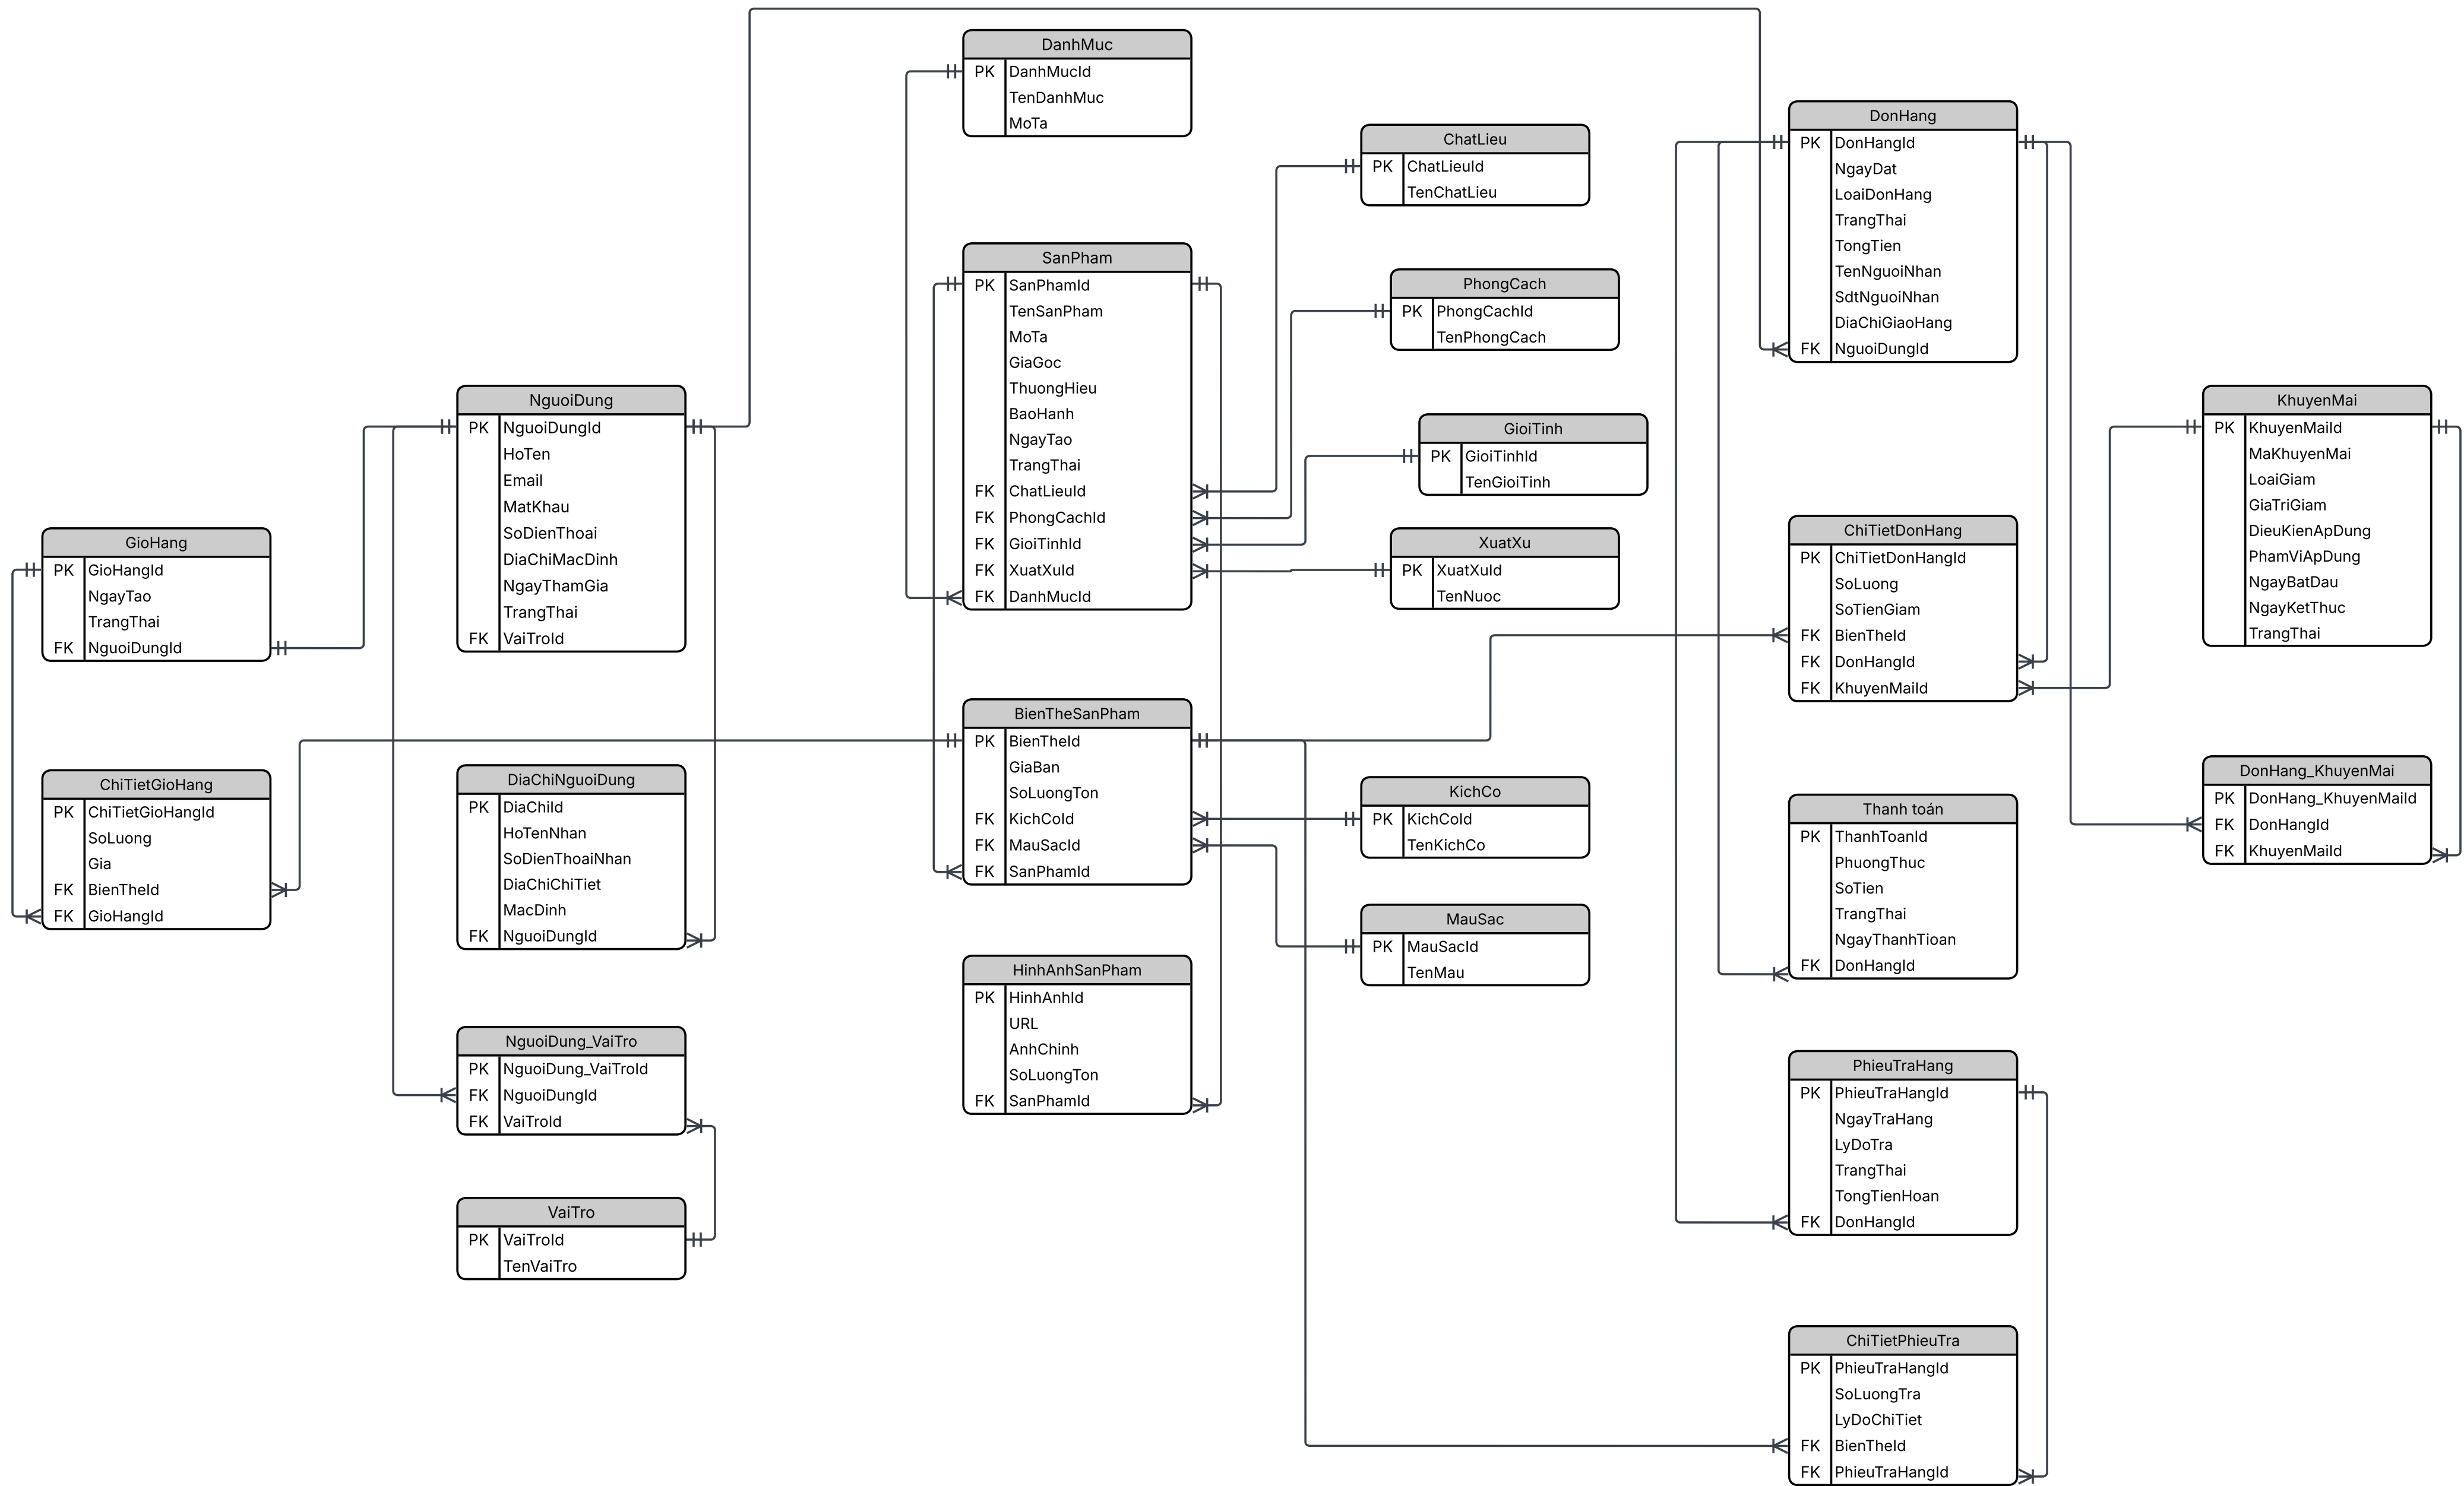 DanhMuc
PK DanhMucId
TenDanhMuc
MoTa
ChatLieu
PK ChatLieuId
TenChatLieu
DonHang
PK DonHangId
NgayDat
LoaiDonHang
TrangThai
TongTien
TenNguoiNhan
SdtNguoiNhan
DiaChiGiaoHang
FK NguoiDungId
SanPham
PK SanPhamId
TenSanPham
MoTa
GiaGoc
ThuongHieu
BaoHanh
NgayTao
TrangThai
FK ChatLieuId
FK PhongCachId
FK GioiTinhId
FK XuatXuId
FK DanhMucId
PhongCach
PK PhongCachId
TenPhongCach
GioiTinh
PK GioiTinhId
TenGioiTinh
XuatXu
PK XuatXuId
TenNuoc
NguoiDung
PK NguoiDungId
HoTen
Email
MatKhau
SoDienThoai
DiaChiMacDinh
NgayThamGia
TrangThai
FK VaiTroId
KhuyenMai
PK KhuyenMaiId
MaKhuyenMai
LoaiGiam
GiaTriGiam
DieuKienApDung
PhamViApDung
NgayBatDau
NgayKetThuc
TrangThai
GioHang
PK GioHangId
NgayTao
TrangThai
FK NguoiDungId
ChiTietDonHang
PK ChiTietDonHangId
SoLuong
SoTienGiam
FK BienTheId
FK DonHangId
FK KhuyenMaiId
BienTheSanPham
PK BienTheId
GiaBan
SoLuongTon
FK KichCoId
FK MauSacId
FK SanPhamId
ChiTietGioHang
PK ChiTietGioHangId
SoLuong
Gia
FK BienTheId
FK GioHangId
DiaChiNguoiDung
PK DiaChiId
HoTenNhan
SoDienThoaiNhan
DiaChiChiTiet
MacDinh
FK NguoiDungId
KichCo
PK KichCoId
TenKichCo
Thanh toán
PK ThanhToanId
PhuongThuc
SoTien
TrangThai
NgayThanhTioan
FK DonHangId
DonHang_KhuyenMai
PK DonHang_KhuyenMaiId
FK DonHangId
FK KhuyenMaiId
MauSac
PK MauSacId
TenMau
HinhAnhSanPham
PK HinhAnhId
URL
AnhChinh
SoLuongTon
FK SanPhamId
NguoiDung_VaiTro
PK NguoiDung_VaiTroId
FK NguoiDungId
FK VaiTroId
PhieuTraHang
PK PhieuTraHangId
NgayTraHang
LyDoTra
TrangThai
TongTienHoan
FK DonHangId
VaiTro
PK VaiTroId
TenVaiTro
ChiTietPhieuTra
PK PhieuTraHangId
SoLuongTra
LyDoChiTiet
FK BienTheId
FK PhieuTraHangId